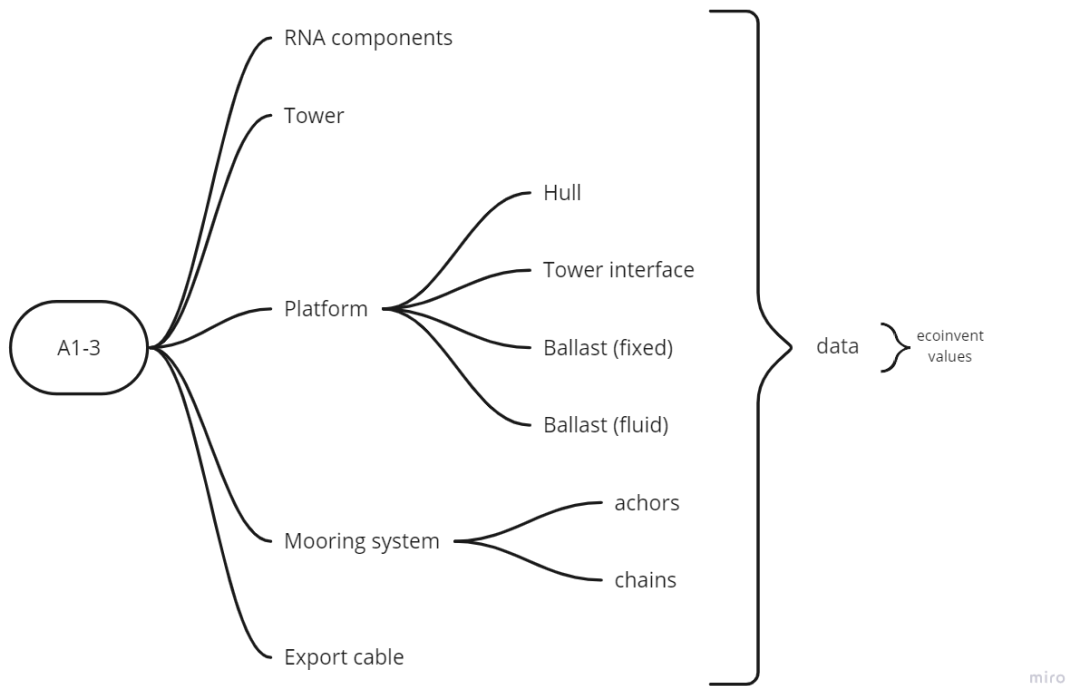 RNA components
Tower
Hull
Tower interface
Platform
A1-3
Ballast (fixed)
data
ecoinvent
values
Ballast (fluid)
achors
Mooring system
chains
Export cable
miro